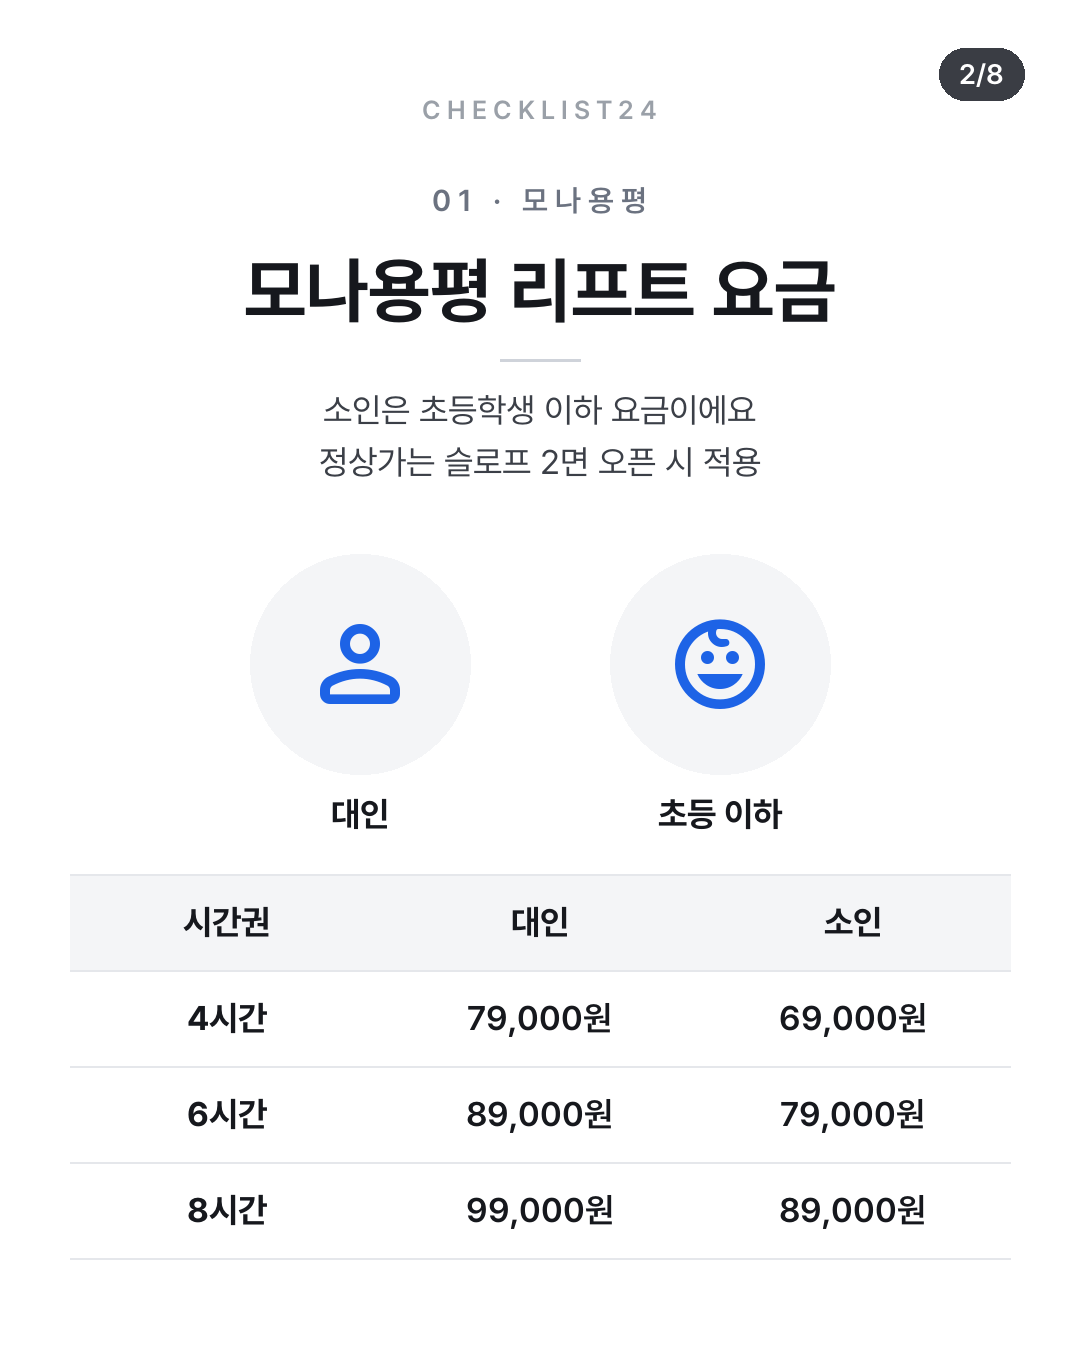 2/8
CHECKLIST24
01 · 모나용평
모나용평 리프트 요금
소인은 초등학생 이하 요금이에요
정상가는 슬로프 2면 오픈 시 적용
대인 초등 이하
시간권 대인 소인
4시간 79,000원 69,000원
6시간 89,000원 79,000원
8시간 99,000원 89,000원